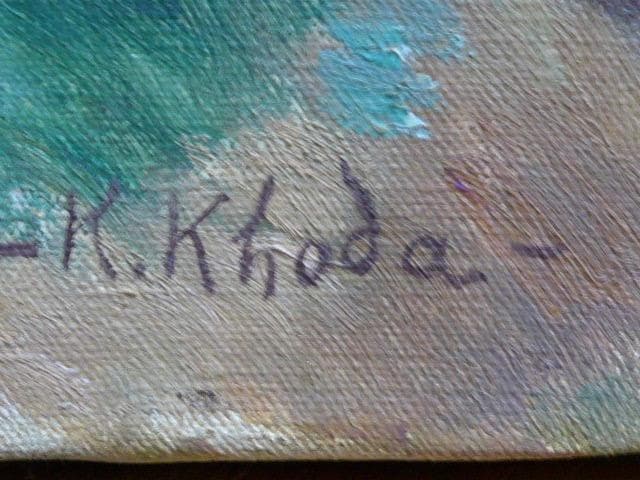 - K. Khoda -